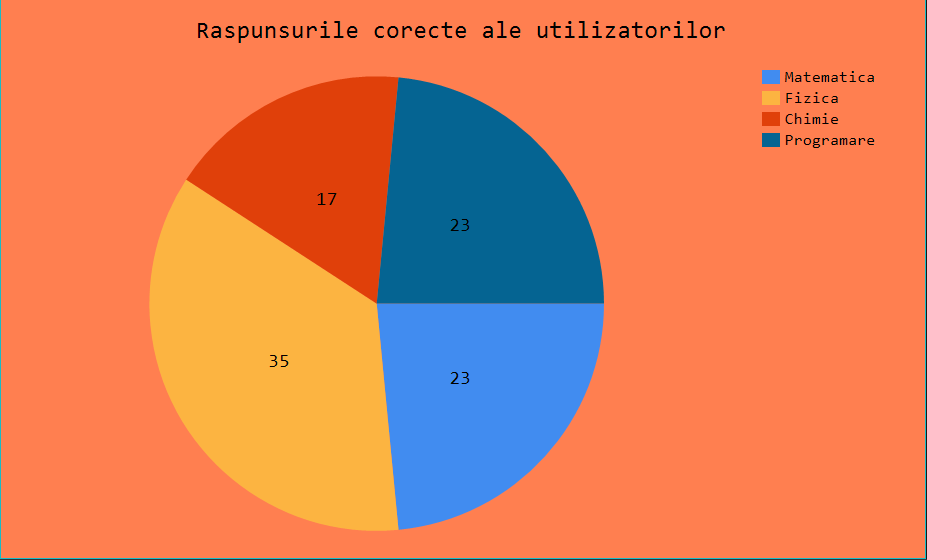 Raspunsurile corecte ale utilizatorilor
Matematica
Fizica
Chimie
Programare
17
23
35
23